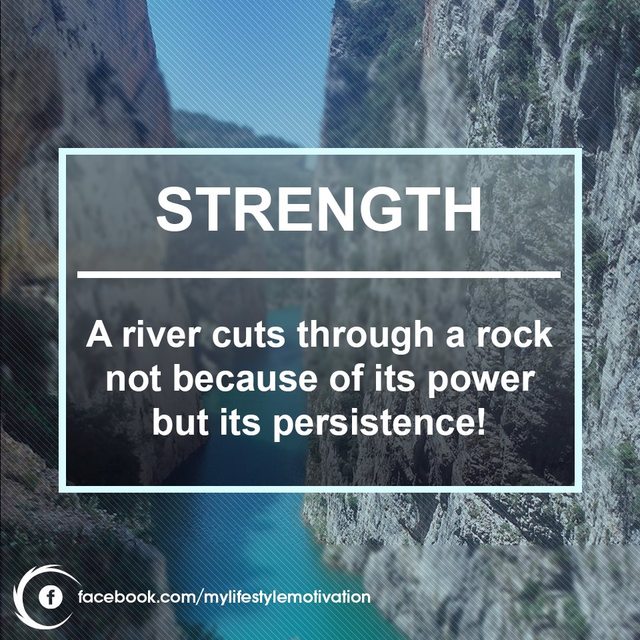 STRENGTH
A river cuts through a rock
not because of its power
but its persistence!
facebook.com/mylifestylemotivation